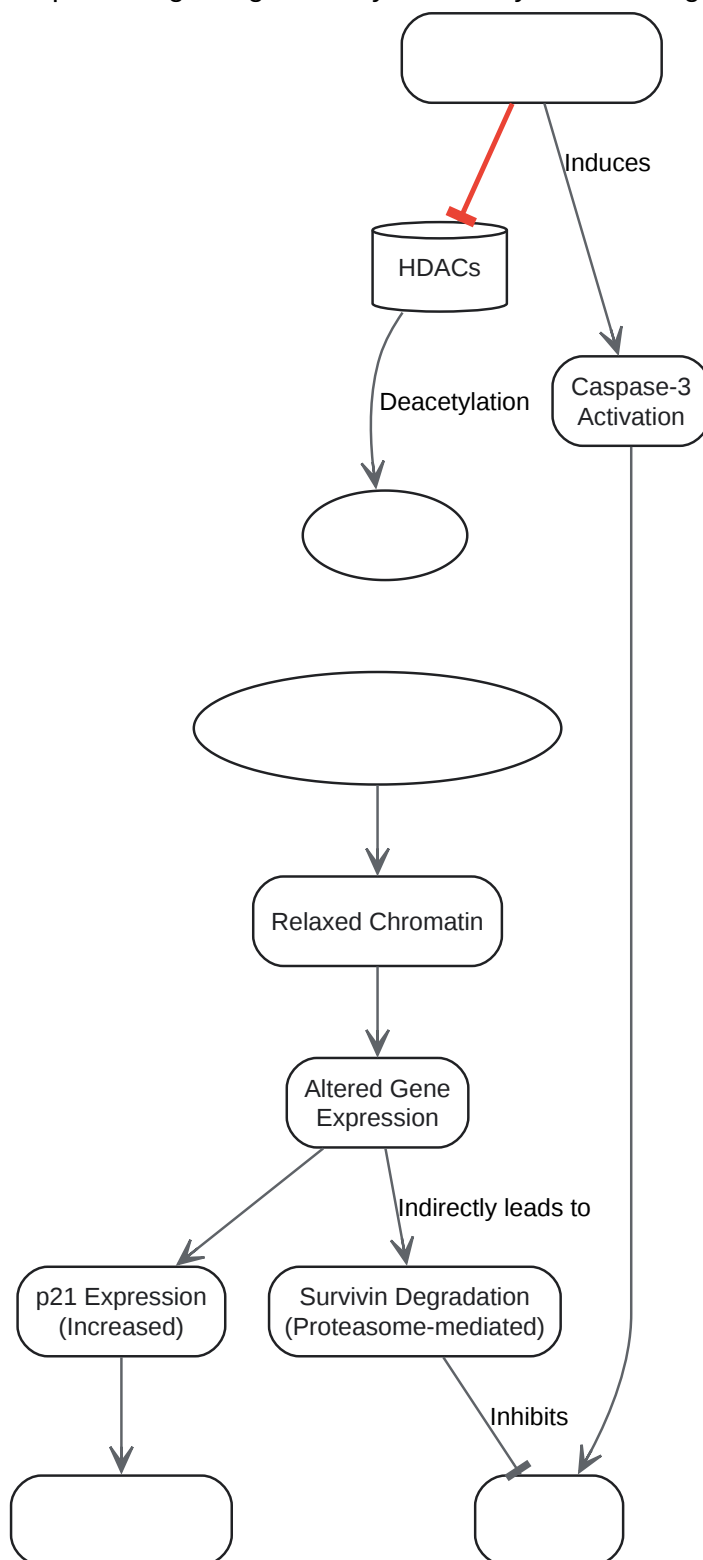 Induces
HDACs
Caspase-3
Activation
Deacetylation
Relaxed Chromatin
Altered Gene
Expression
Indirectly leads to
p21 Expression
(Increased)
Survivin Degradation
(Proteasome-mediated)
Inhibits